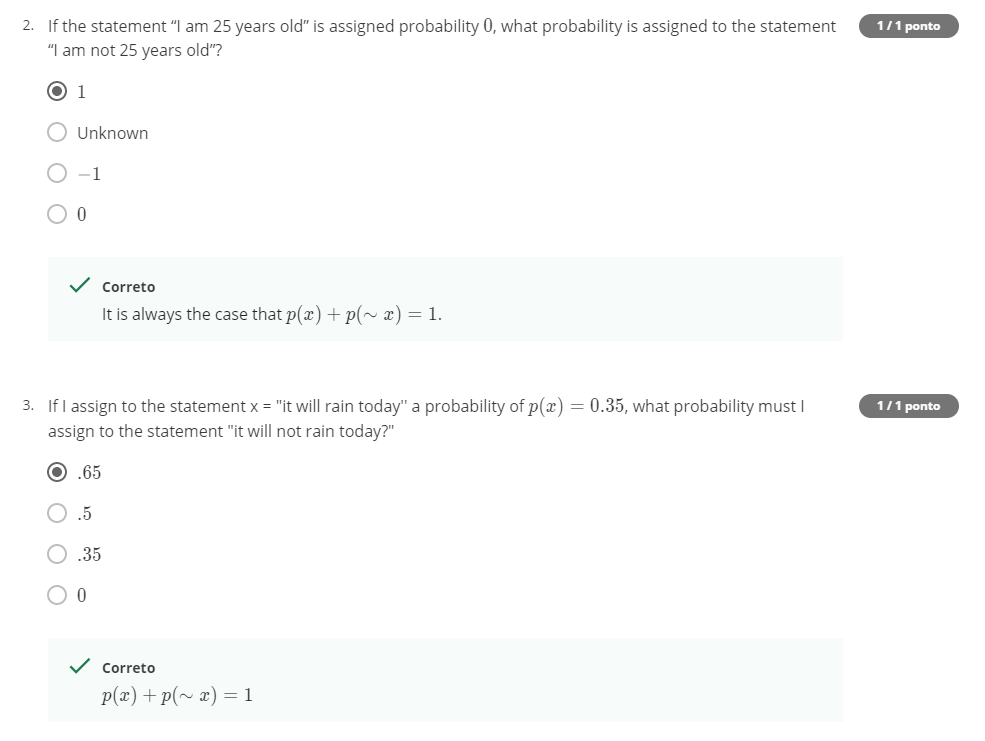 2. If the statement “I am 25 years old” is assigned probability 0, what probability is assigned to the statement 1 / 1 ponto
“I am not 25 years old”?
1
Unknown
−1
0
Correto
It is always the case that p(x) + p(∼ x) = 1.
3. If I assign to the statement x = "it will rain today" a probability of p(x) = 0.35, what probability must I 1 / 1 ponto
assign to the statement "it will not rain today?"
.65
.5
.35
0
Correto
p(x) + p(∼ x) = 1